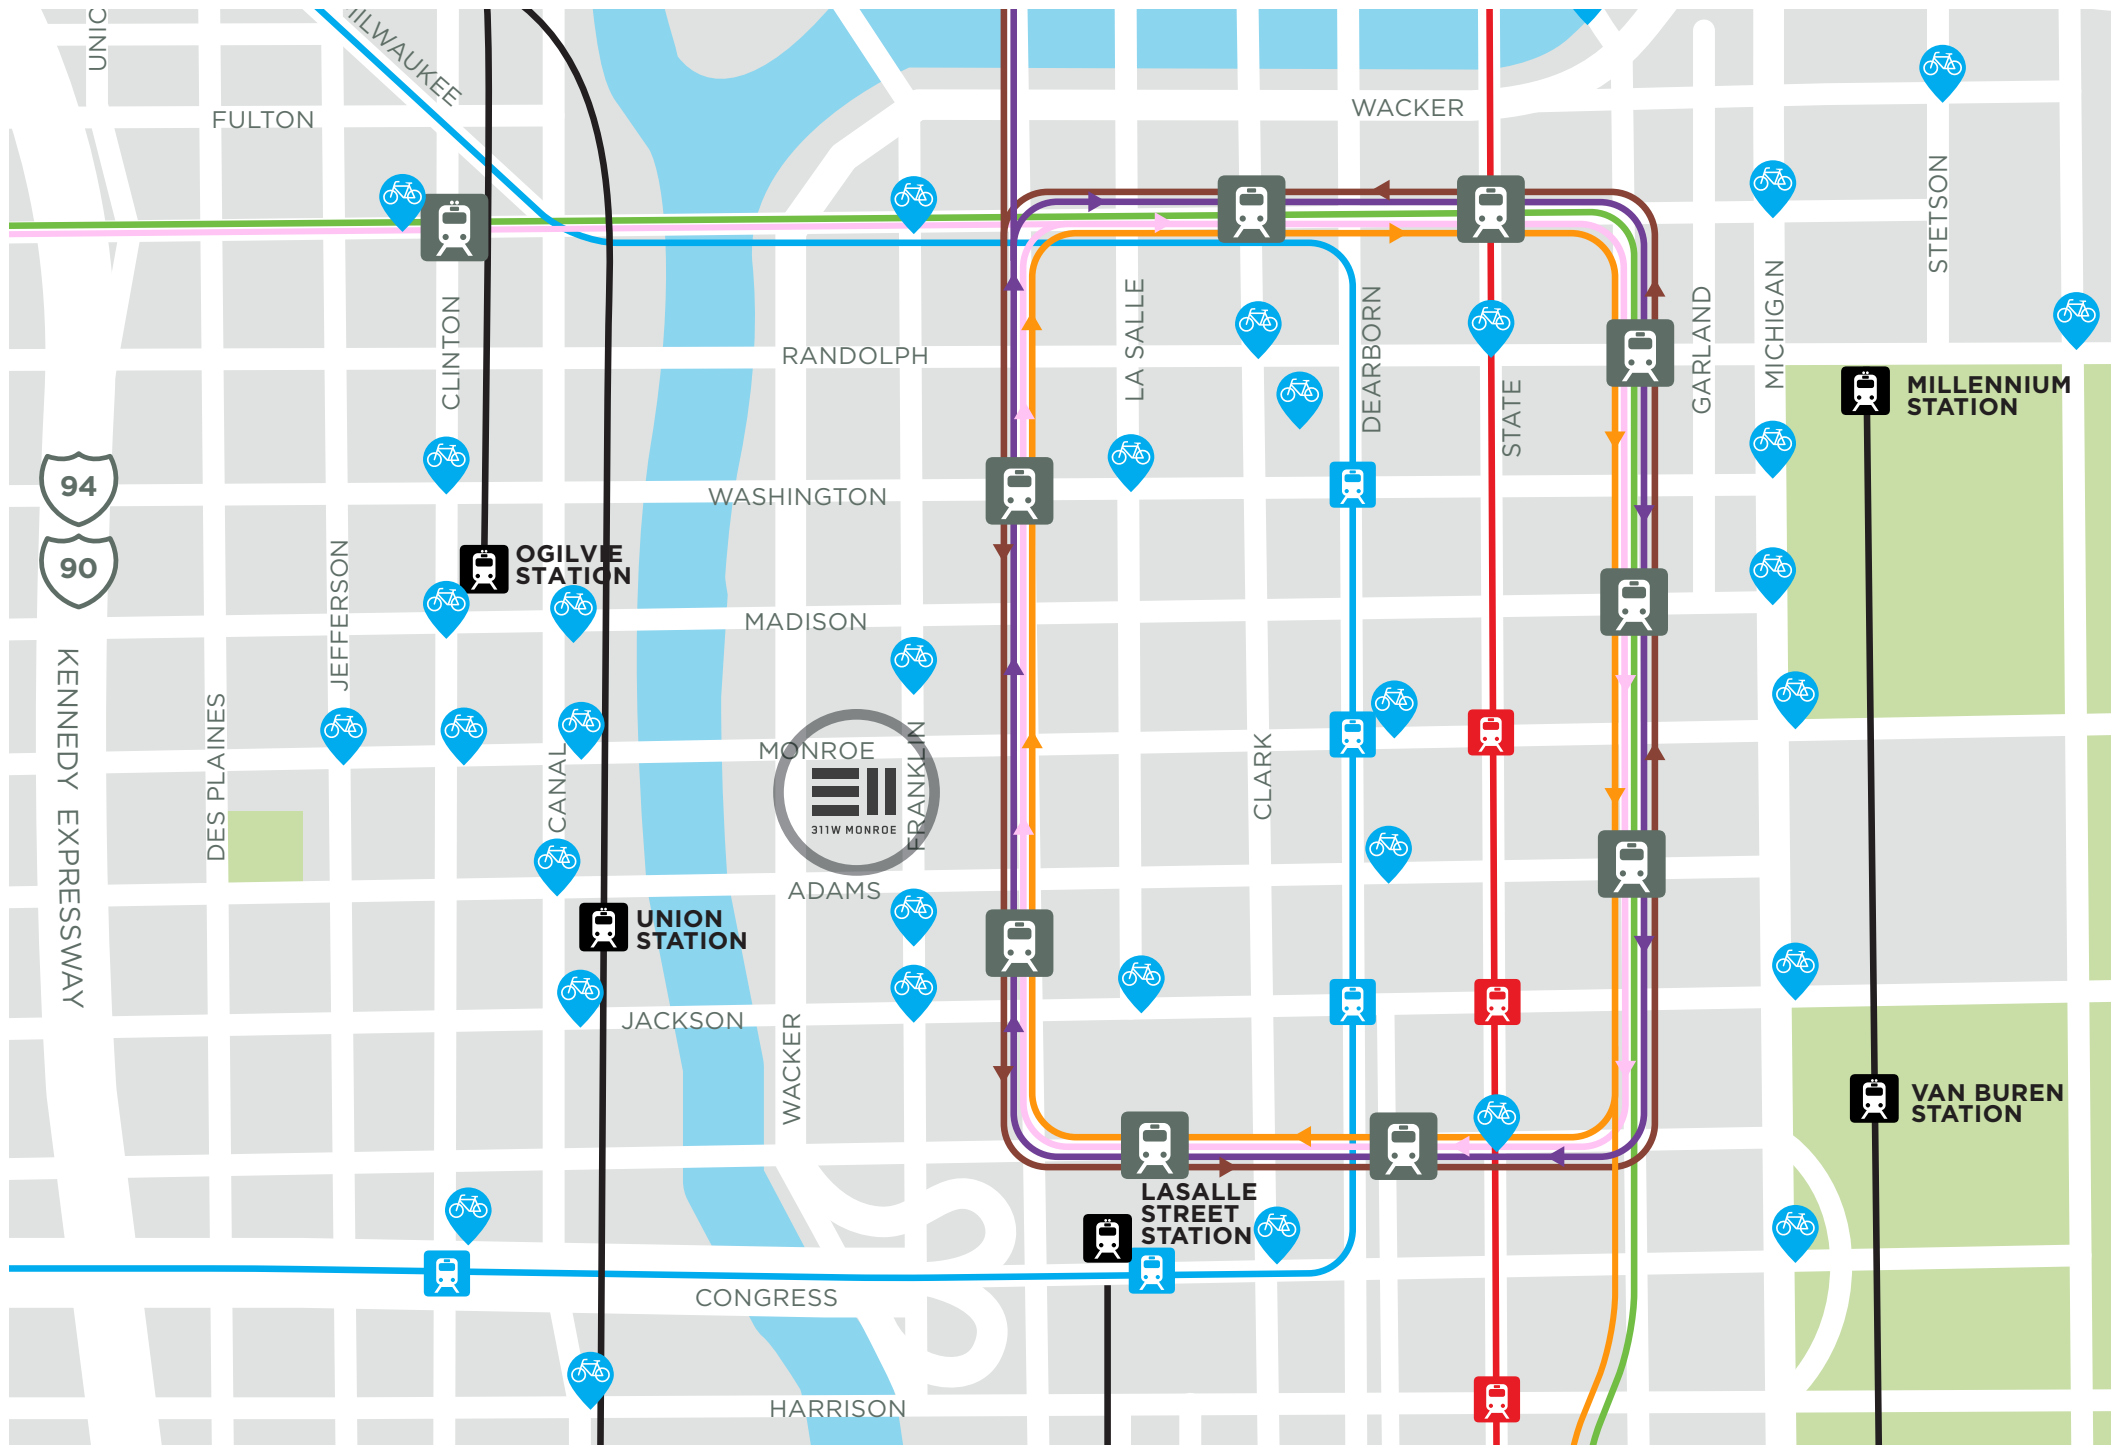 UNIC
MILWAUKEE
FULTON
WACKER
STETSON
CLINTON
RANDOLPH
LA SALLE
DEARBORN
STATE
GARLAND
MICHIGAN
MILLENNIUM
STATION
94
90
WASHINGTON
OGILVIE
STATION
JEFFERSON
MADISON
KENNEDY EXPRESSWAY
DES PLAINES
CANAL
MONROE
311W MONROE
FRANKLIN
CLARK
ADAMS
UNION
STATION
JACKSON
WACKER
VAN BUREN
STATION
LASALLE
STREET
STATION
CONGRESS
HARRISON